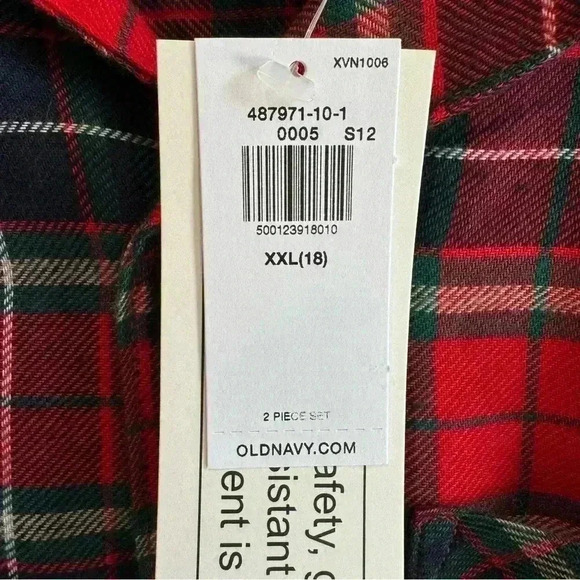 XVN1006
487971-10-1
0005 S12
500123918010
XXL(18)
2 PIECE SET
OLDNAVY.COM
afety,
sistant
ent is